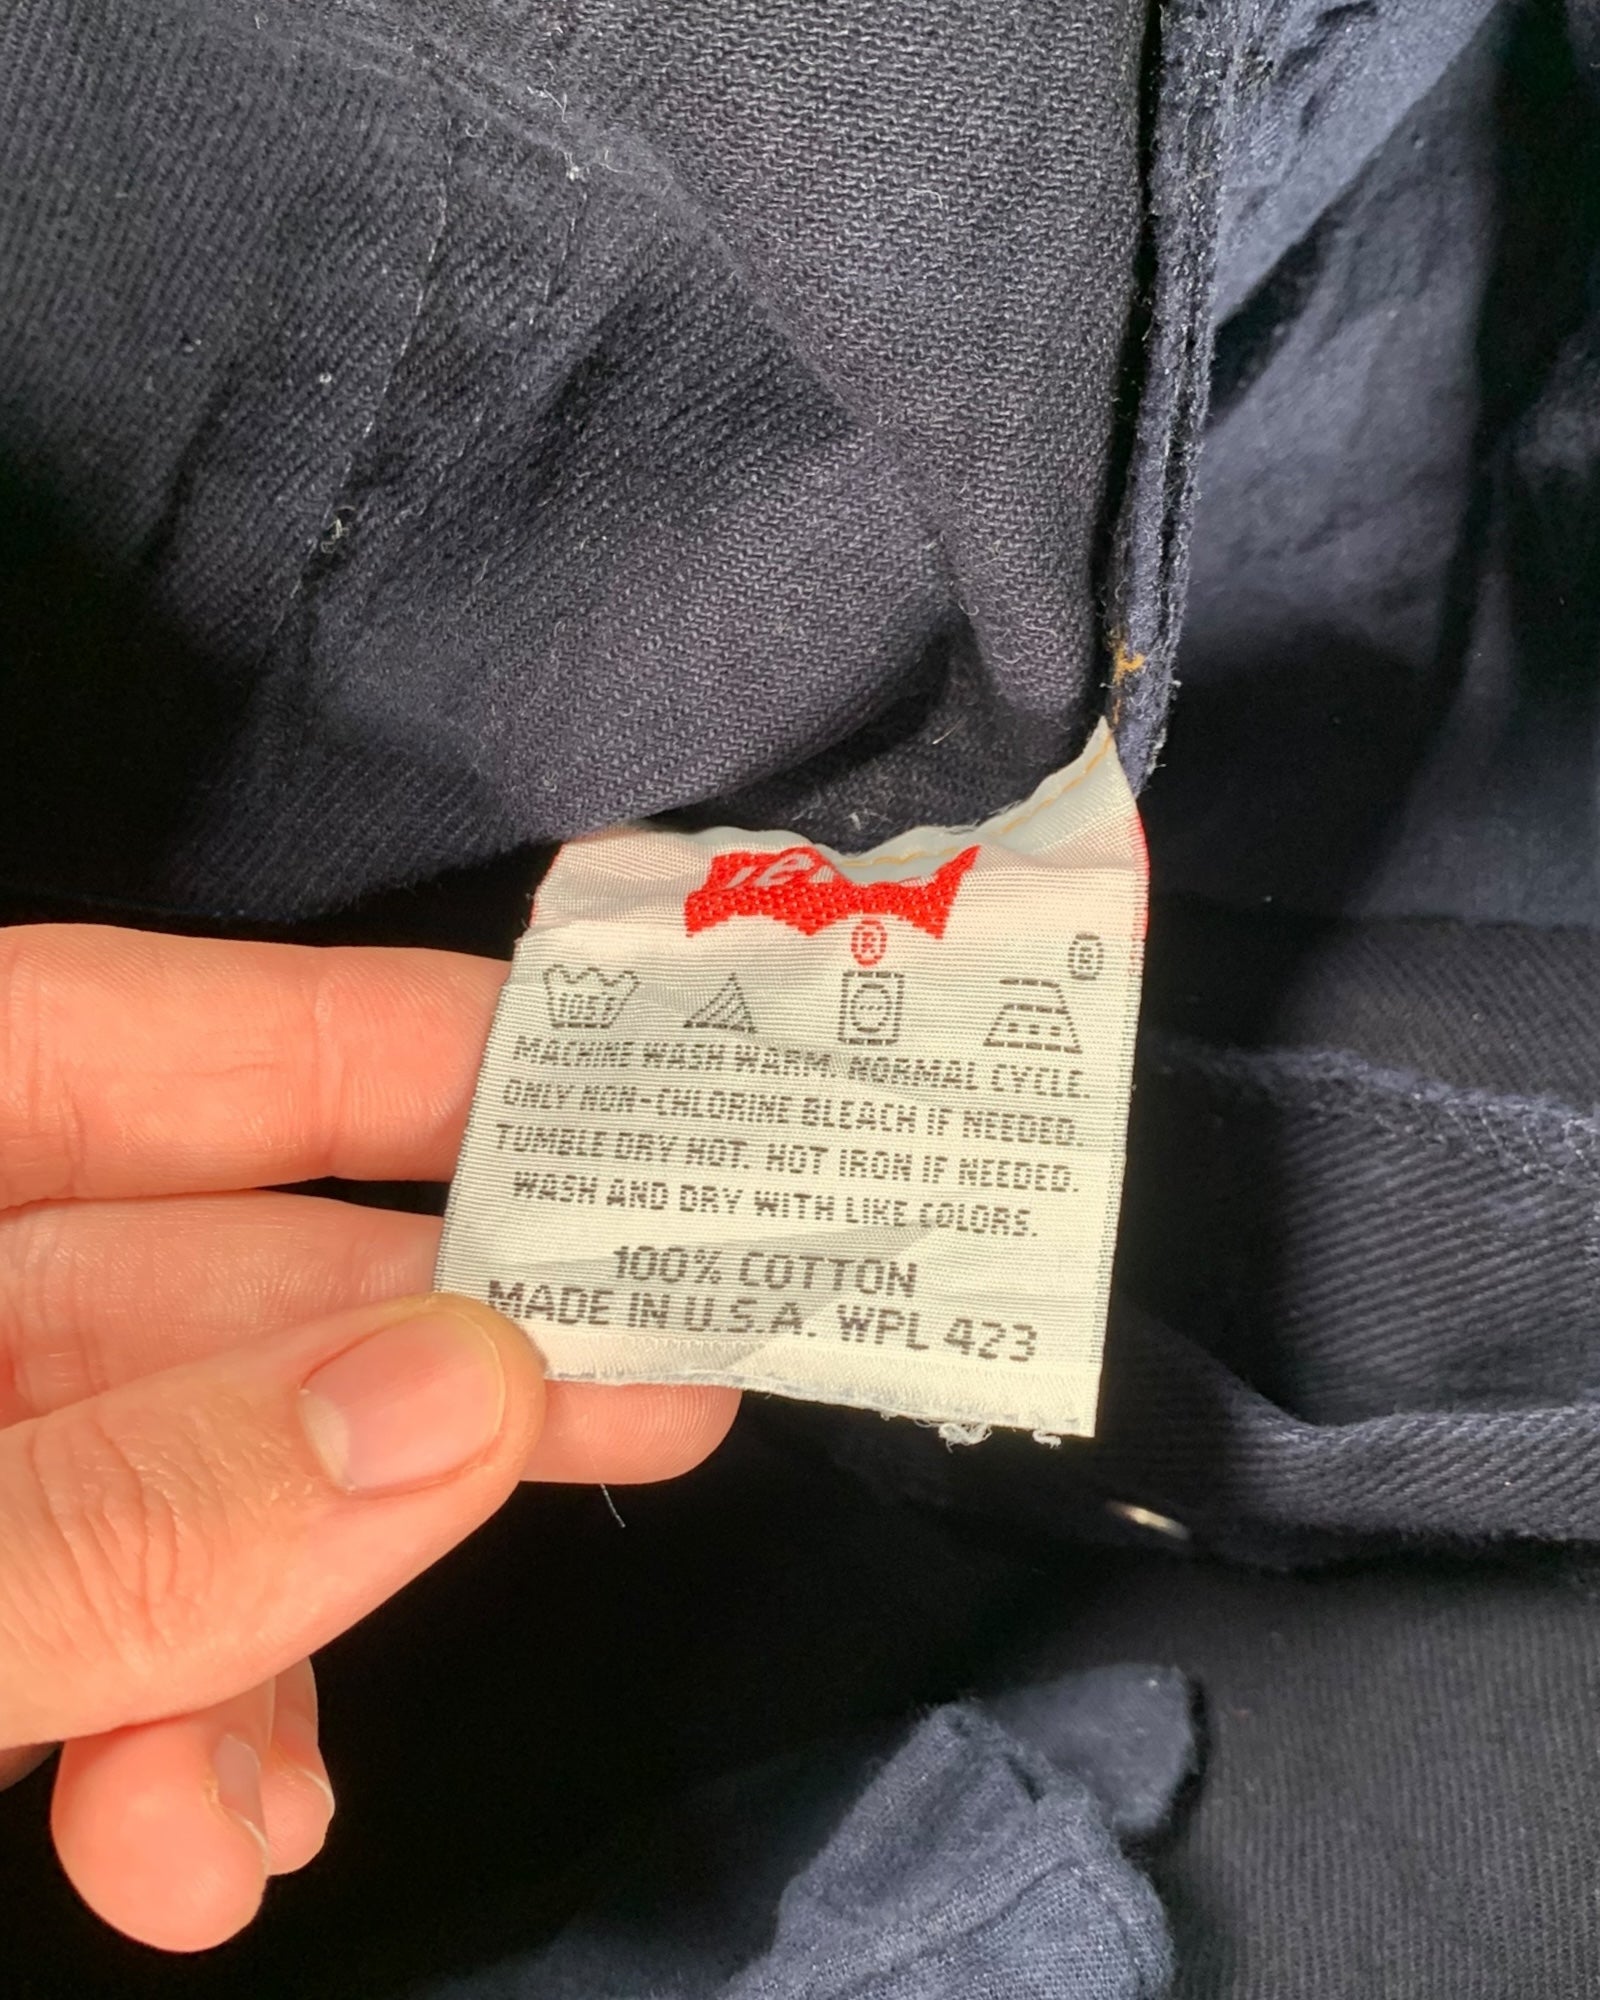 ®
®
105F
MACHINE WASH WARM. NORMAL CYCLE.
ONLY NON-CHLORINE BLEACH IF NEEDED.
TUMBLE DRY HOT. HOT IRON IF NEEDED.
WASH AND DRY WITH LIKE COLORS.
100% COTTON
MADE IN U.S.A. WPL 423